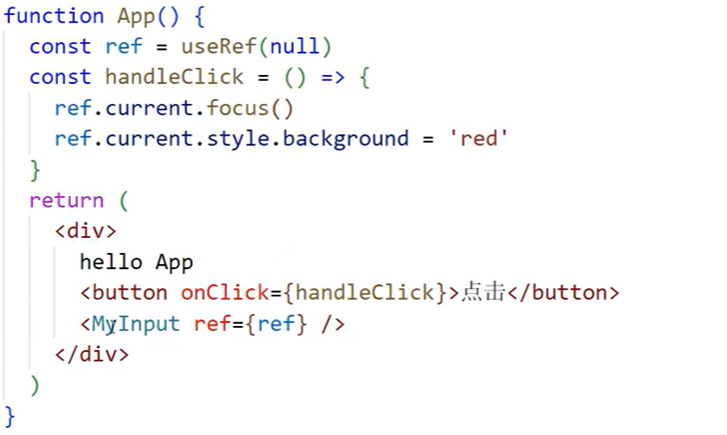 function App() {
  const ref = useRef(null)
  const handleClick = () => {
    ref.current.focus()
    ref.current.style.background = 'red'
  }
  return (
    <div>
      hello App
      <button onClick={handleClick}>点击</button>
      <MyInput ref={ref} />
    </div>
  )
}